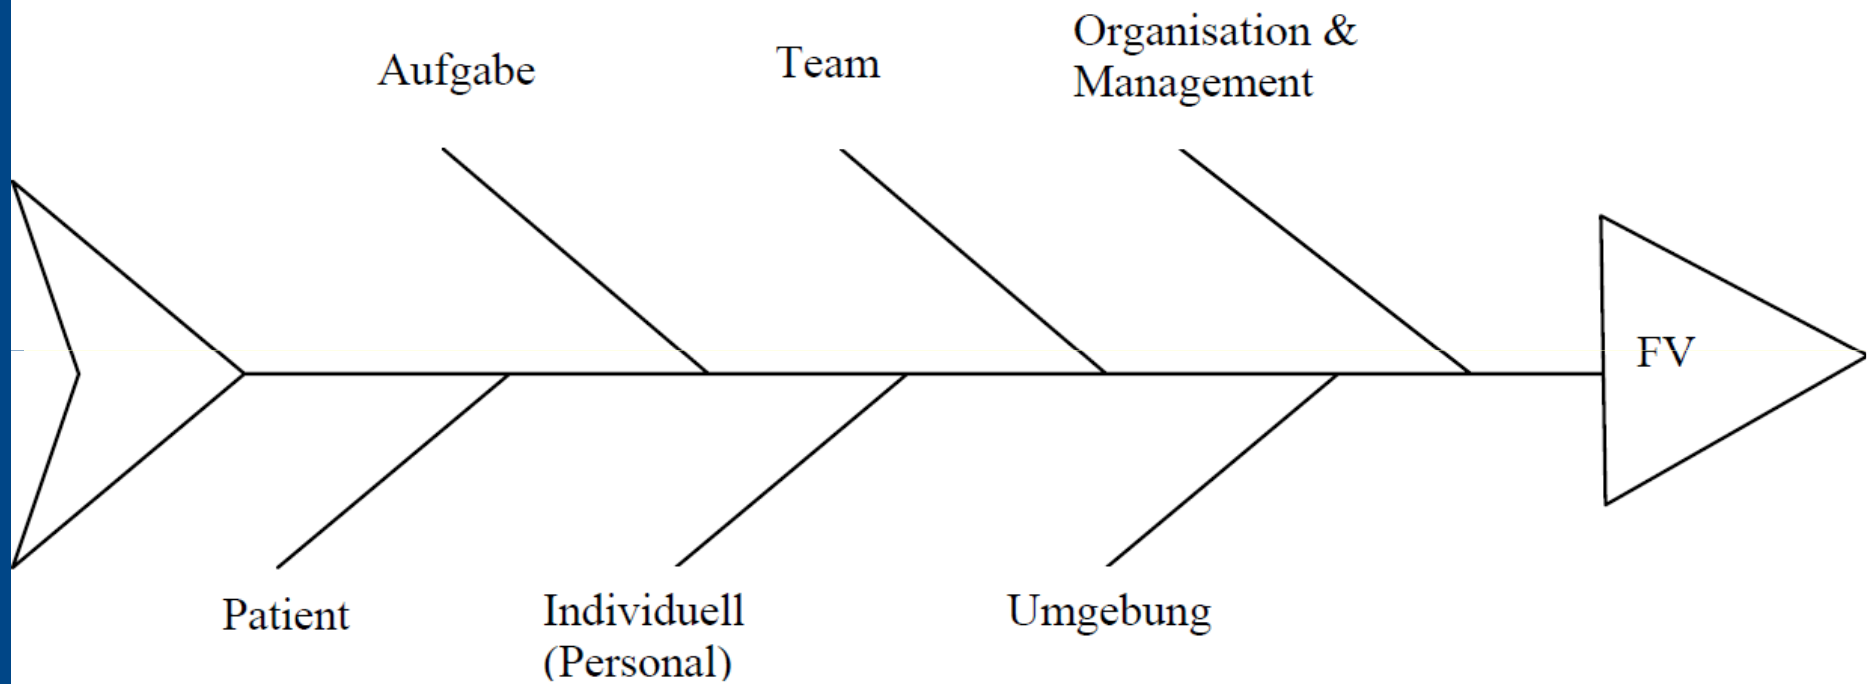 Aufgabe
Team
Organisation &
Management
FV
Patient
Individuell
(Personal)
Umgebung